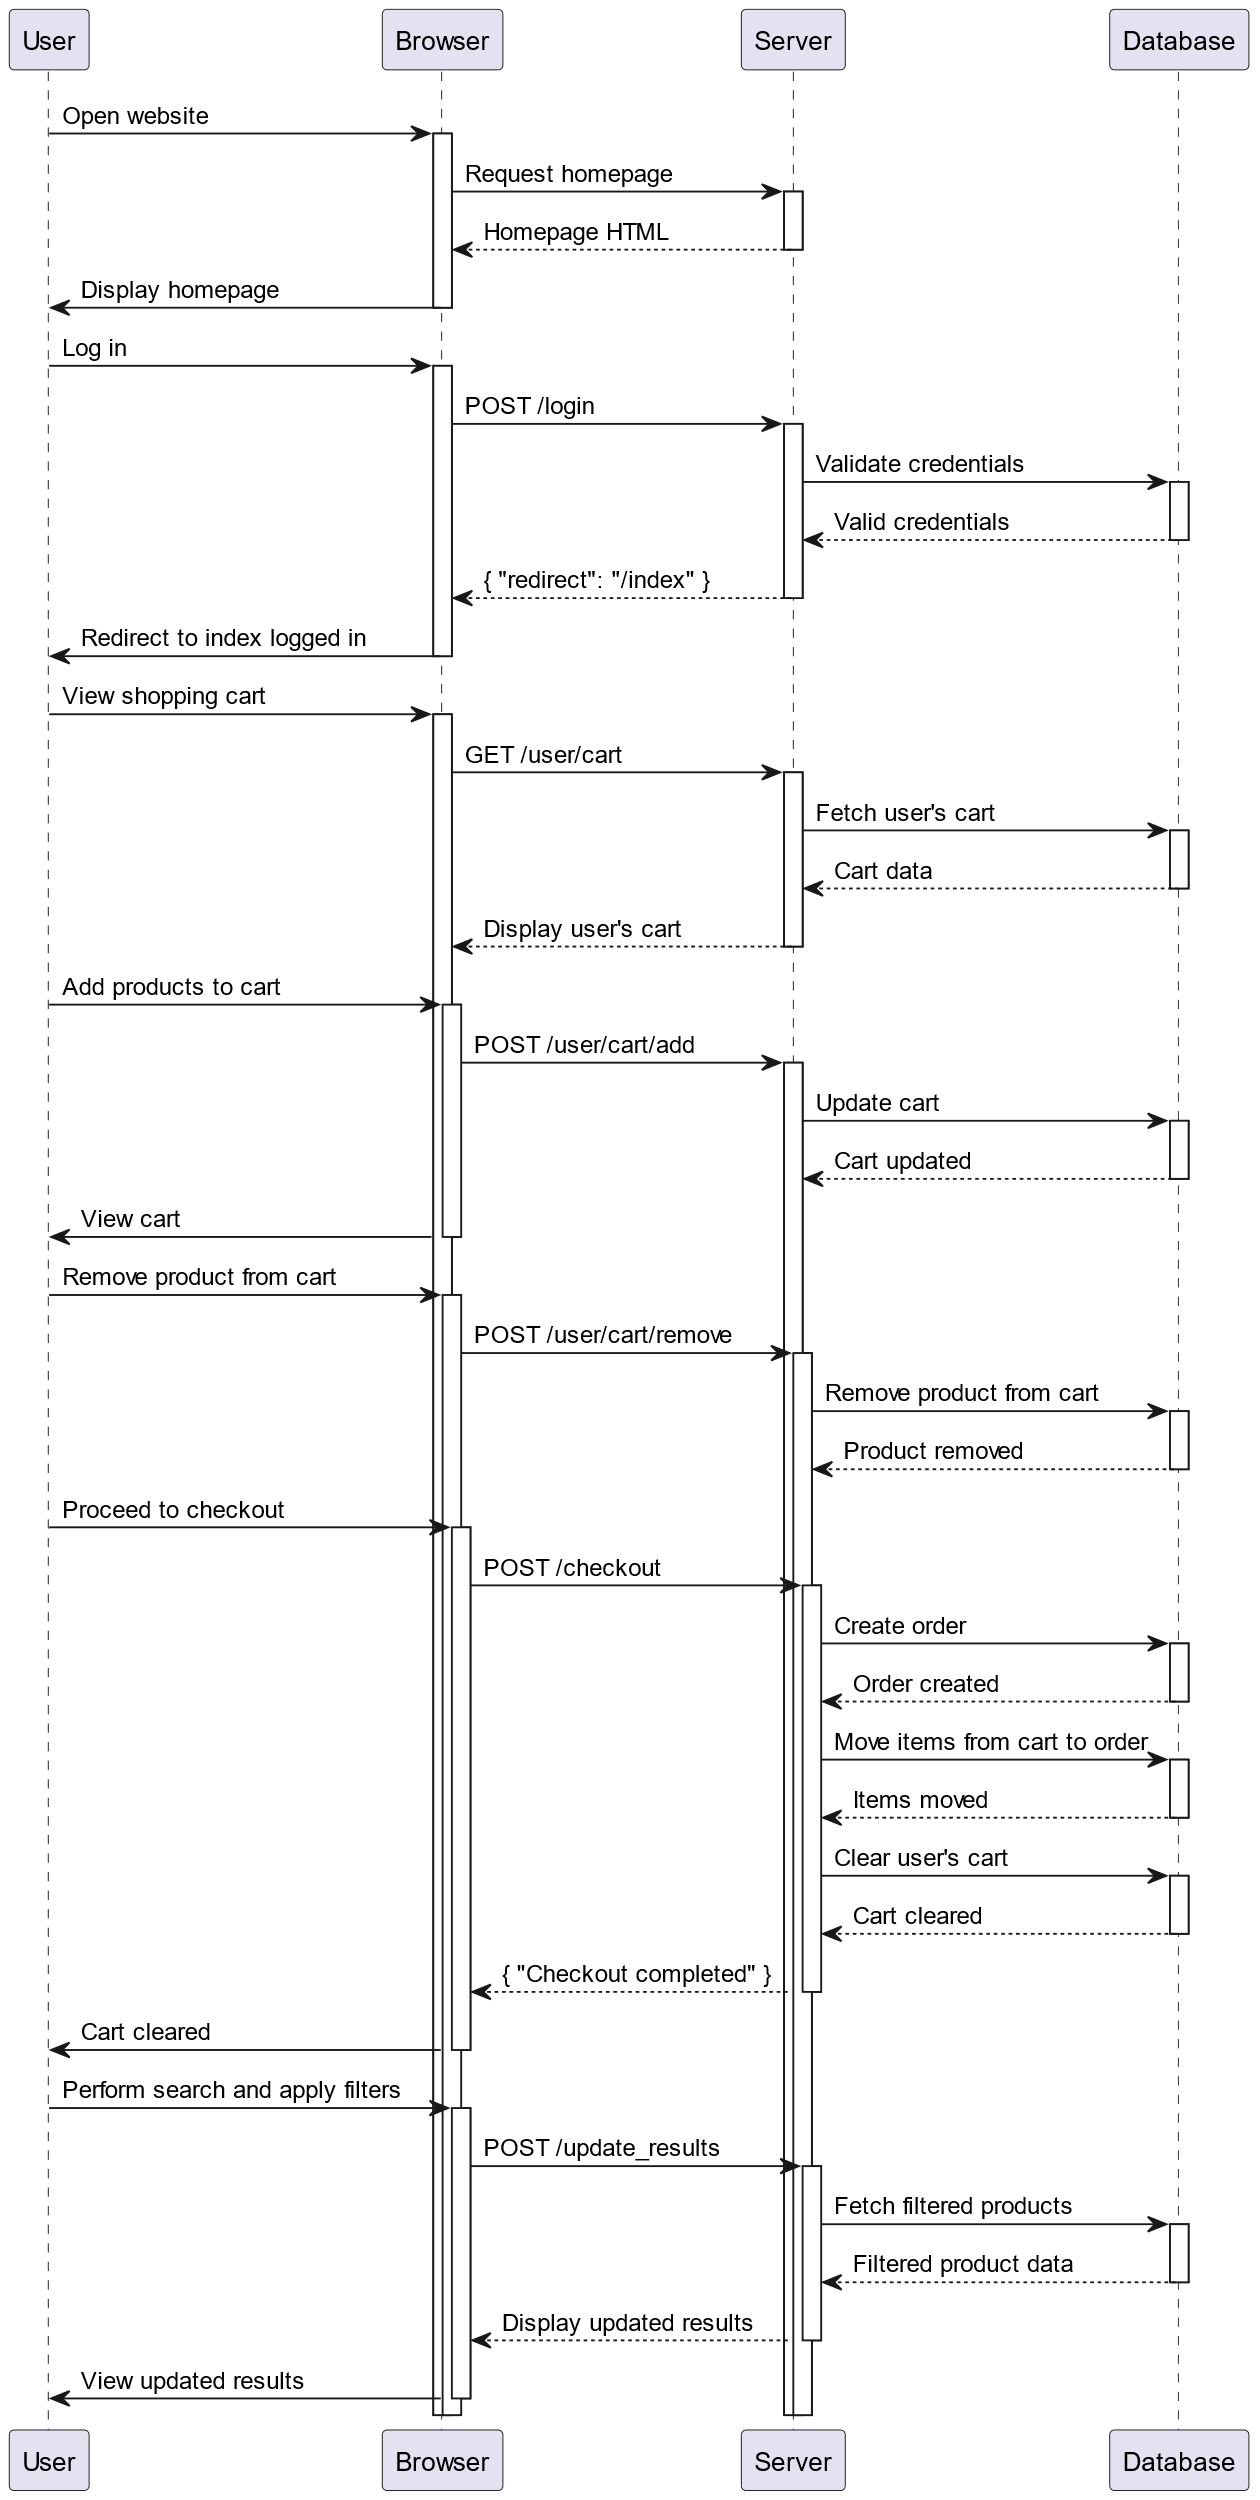 User
Browser
Server
Database
Open website
Request homepage
Homepage HTML
Display homepage
Log in
POST /login
Validate credentials
Valid credentials
{ "redirect": "/index" }
Redirect to index logged in
View shopping cart
GET /user/cart
Fetch user's cart
Cart data
Display user's cart
Add products to cart
POST /user/cart/add
Update cart
Cart updated
View cart
Remove product from cart
POST /user/cart/remove
Remove product from cart
Product removed
Proceed to checkout
POST /checkout
Create order
Order created
Move items from cart to order
Items moved
Clear user's cart
Cart cleared
{ "Checkout completed" }
Cart cleared
Perform search and apply filters
POST /update_results
Fetch filtered products
Filtered product data
Display updated results
View updated results
User
Browser
Server
Database